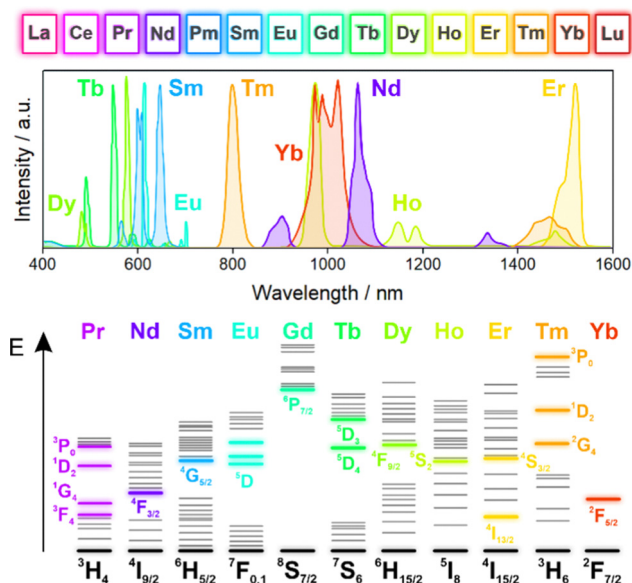 La Ce Pr Nd Pm Sm Eu Gd Tb Dy Ho Er Tm Yb Lu
Intensity / a.u.
Tb Sm Tm Nd Er
Yb
Dy Eu Ho
400 600 800 1000 1200 1400 1600
Wavelength / nm
E
Pr Nd Sm Eu Gd Tb Dy Ho Er Tm Yb
³P₀
¹D₂
¹G₄
³F₄
⁴F₃/₂
⁴G₅/₂
⁵D
⁶P₇/₂
⁵D₃
⁵D₄
⁴F₉/₂
⁵S₂
⁴S₃/₂
⁴I₁₃/₂
³P₀
¹D₂
²G₄
²F₅/₂
³H₄ ⁴I₉/₂ ⁶H₅/₂ ⁷F₀,₁ ⁸S₇/₂ ⁷S₆ ⁶H₁₅/₂ ⁵I₈ ⁴I₁₅/₂ ³H₆ ²F₇/₂